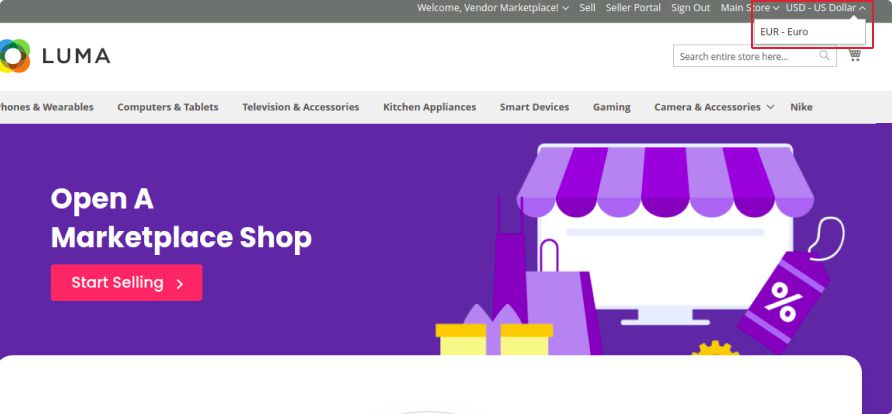 Welcome, Vendor Marketplace! Sell Seller Portal Sign Out Main Store USD - US Dollar
EUR - Euro
LUMA
Search entire store here...
hones & Wearables Computers & Tablets Television & Accessories Kitchen Appliances Smart Devices Gaming Camera & Accessories Nike
Open A
Marketplace Shop
Start Selling
%